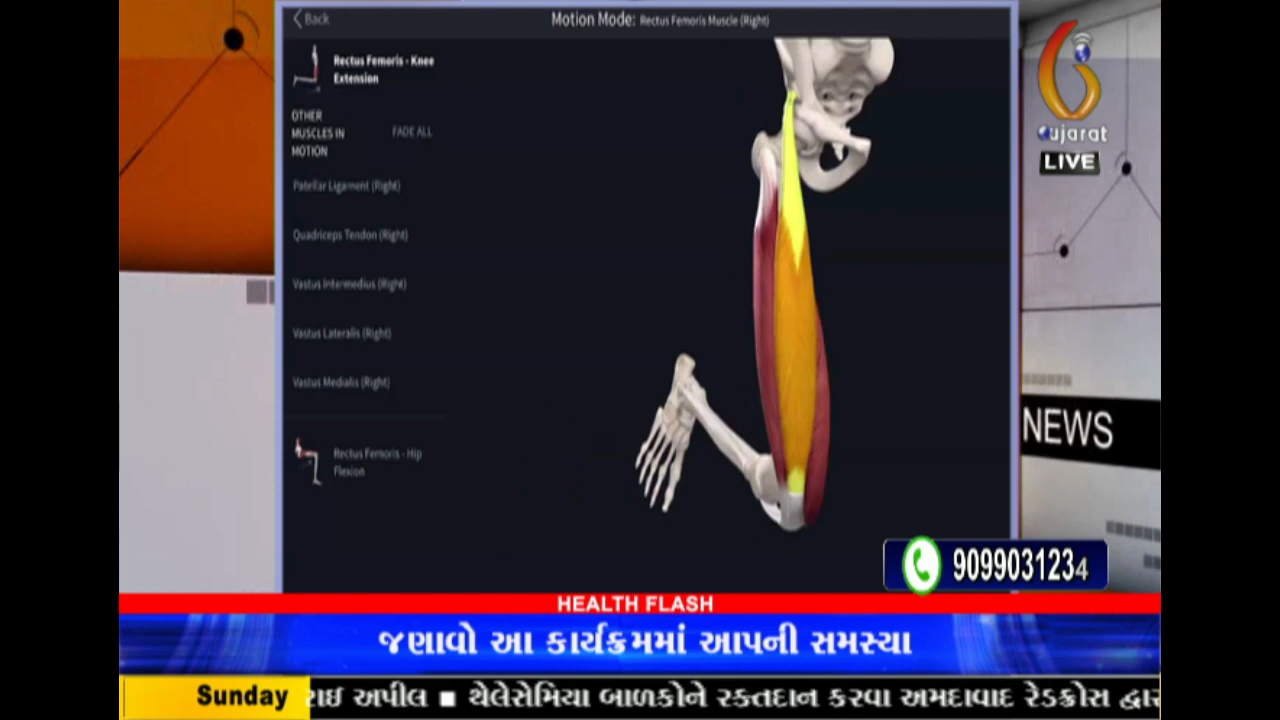 Back
Motion Mode: Rectus Femoris Muscle (Right)
Rectus Femoris - Knee
Extension
OTHER
MUSCLES IN
MOTION
FADE ALL
Patellar Ligament (Right)
Quadriceps Tendon (Right)
Vastus Intermedius (Right)
Vastus Lateralis (Right)
Vastus Medialis (Right)
Rectus Femoris - Hip
Flexion
Gujarat
LIVE
NEWS
9099031234
HEALTH FLASH
જણાવો આ કાર્યક્રમમાં આપની સમસ્યા
Sunday
રાઇ અપીલ ■ થેલેસેમિયા બાળકોને રક્તદાન કરવા અમદાવાદ રેડક્રોસ દ્વાર